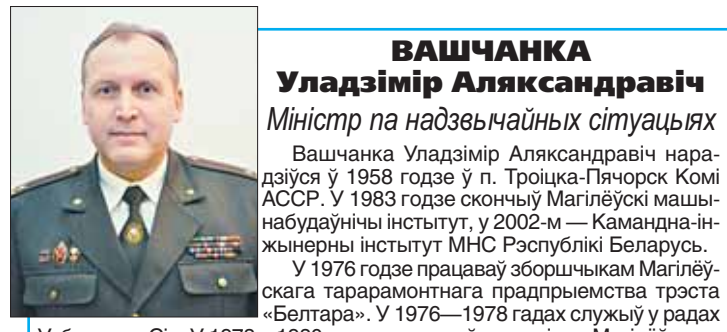 ВАШЧАНКА
Уладзімір Аляксандравіч
Міністр па надзвычайных сітуацыях
Вашчанка Уладзімір Аляксандравіч нара-
дзіўся ў 1958 годзе ў п. Троіцка-Пячорск Комі
АССР. У 1983 годзе скончыў Магілёўскі машы-
набудаўнічы інстытут, у 2002-м — Камандна-ін-
жынерны інстытут МНС Рэспублікі Беларусь.
У 1976 годзе працаваў зборшчыкам Магілёў-
скага тарарамонтнага прадпрыемства трэста
«Белтара». У 1976—1978 гадах служыў у радах